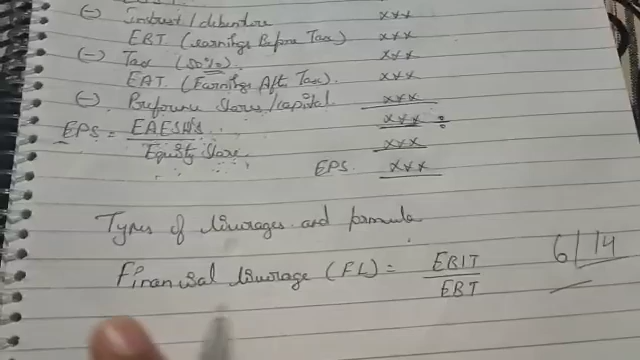 (-) Interest / debenture xxx
EBT (earnings Before Tax) xxx
(-) Tax (50%) xxx
EAT. (Earnings After Tax). xxx
(-) Preference Share/capital xxx
EPS = EAESH's / Equity share. xxx ÷
xxx
EPS. xxx
Types of Leverages and formula
Financial Leverage (FL) = EBIT / EBT
6/14